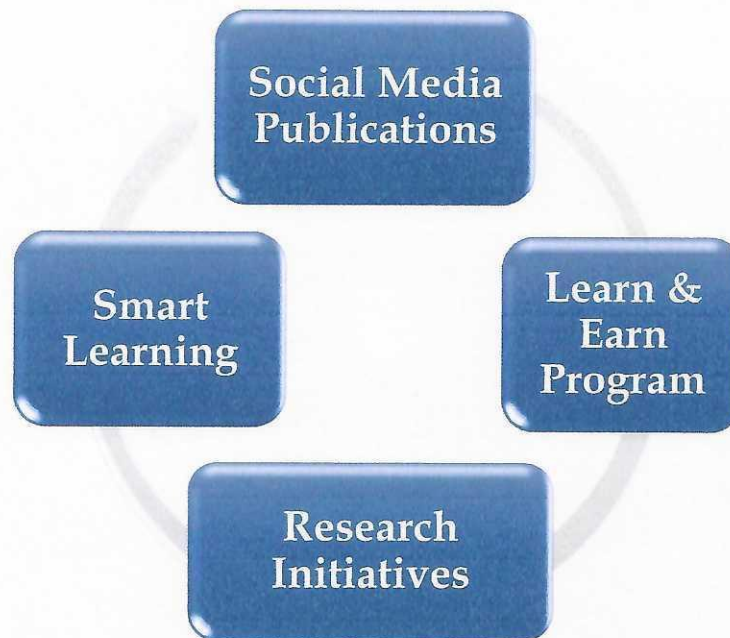 Social Media
Publications
Learn &
Earn
Program
Research
Initiatives
Smart
Learning